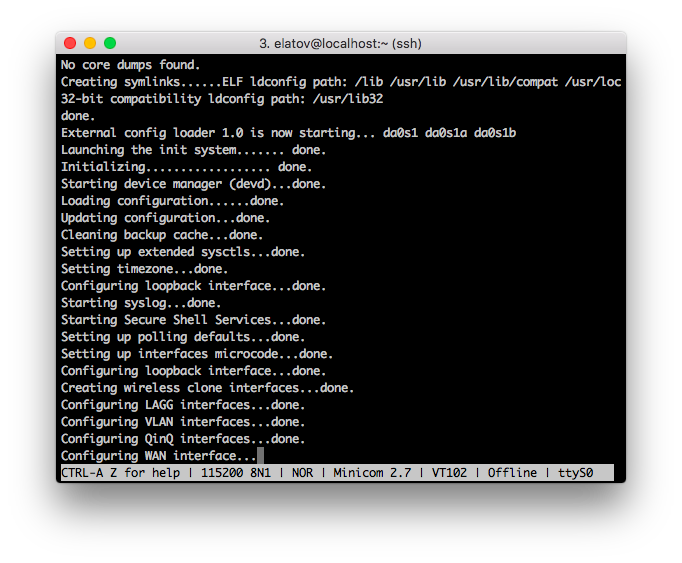 3. elatov@localhost:~ (ssh)
No core dumps found.
Creating symlinks......ELF ldconfig path: /lib /usr/lib /usr/lib/compat /usr/loc
32-bit compatibility ldconfig path: /usr/lib32
done.
External config loader 1.0 is now starting... da0s1 da0s1a da0s1b
Launching the init system....... done.
Initializing................... done.
Starting device manager (devd)...done.
Loading configuration......done.
Updating configuration...done.
Cleaning backup cache...done.
Setting up extended sysctls...done.
Setting timezone...done.
Configuring loopback interface...done.
Starting syslog...done.
Starting Secure Shell Services...done.
Setting up polling defaults...done.
Setting up interfaces microcode...done.
Configuring loopback interface...done.
Creating wireless clone interfaces...done.
Configuring LAGG interfaces...done.
Configuring VLAN interfaces...done.
Configuring QinQ interfaces...done.
Configuring WAN interface...
CTRL-A Z for help | 115200 8N1 | NOR | Minicom 2.7 | VT102 | Offline | ttyS0